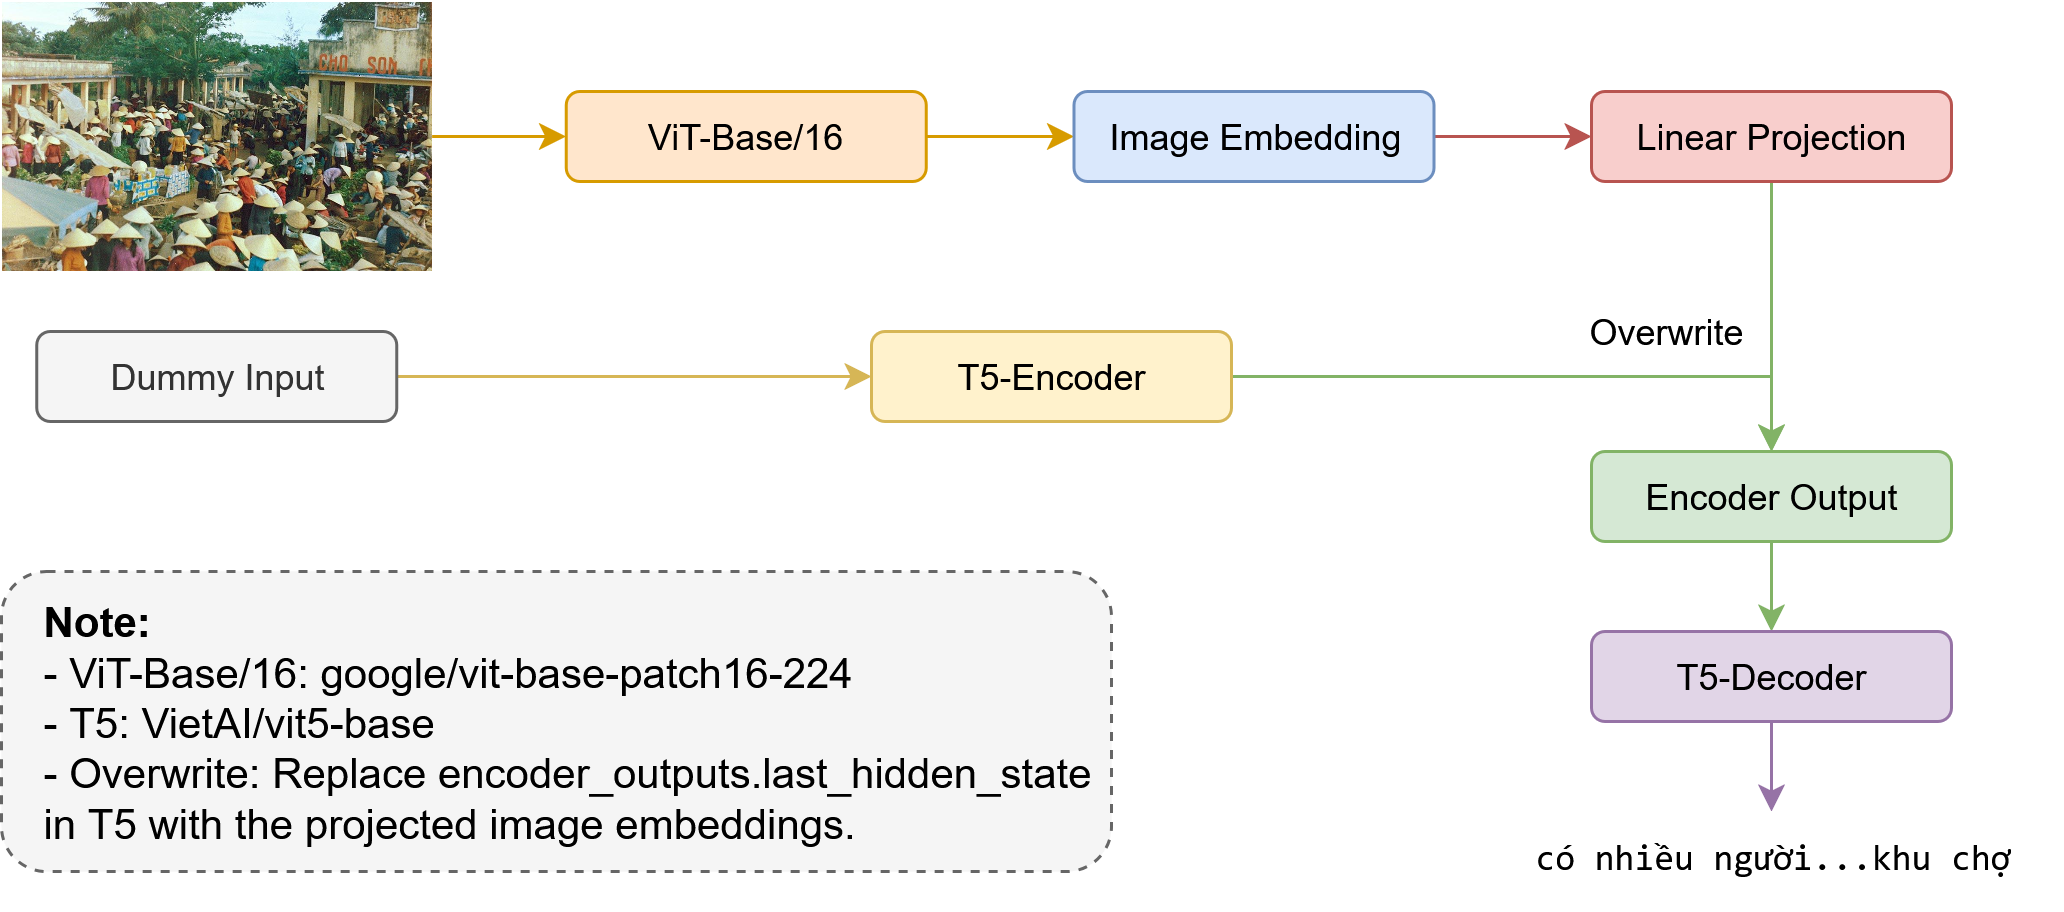 CHO SON
ViT-Base/16
Image Embedding
Linear Projection
Overwrite
Dummy Input
T5-Encoder
Encoder Output
Note:
- ViT-Base/16: google/vit-base-patch16-224
- T5: VietAI/vit5-base
- Overwrite: Replace encoder_outputs.last_hidden_state
in T5 with the projected image embeddings.
T5-Decoder
có nhiều người...khu chợ